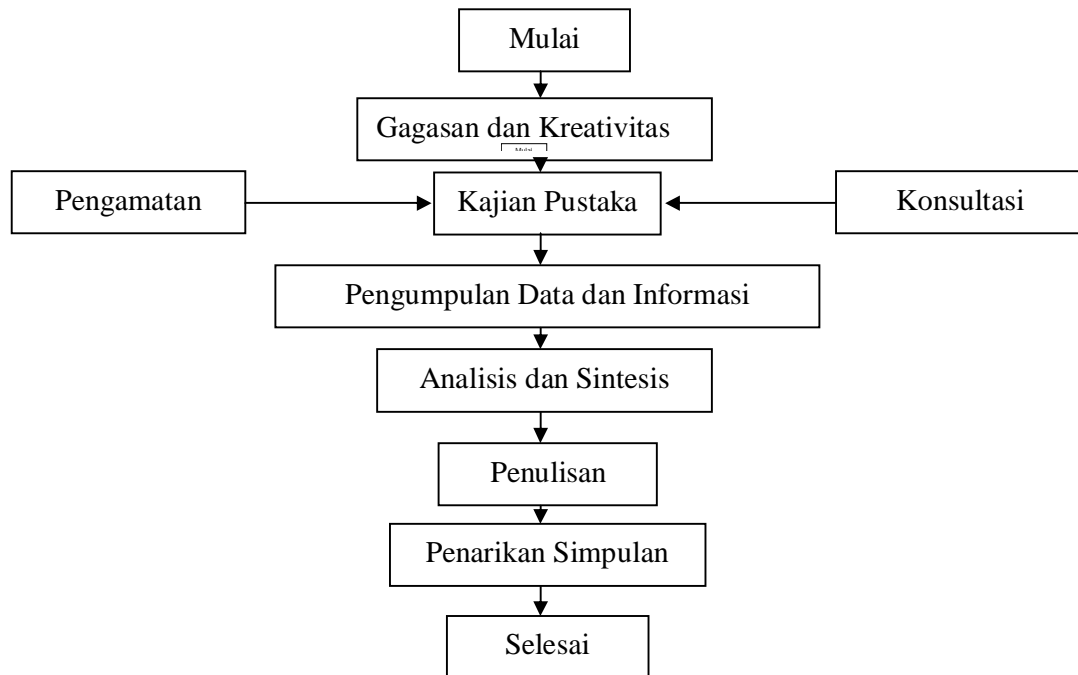 Mulai
Gagasan dan Kreativitas
Mulai
Pengamatan
Kajian Pustaka
Konsultasi
Pengumpulan Data dan Informasi
Analisis dan Sintesis
Penulisan
Penarikan Simpulan
Selesai